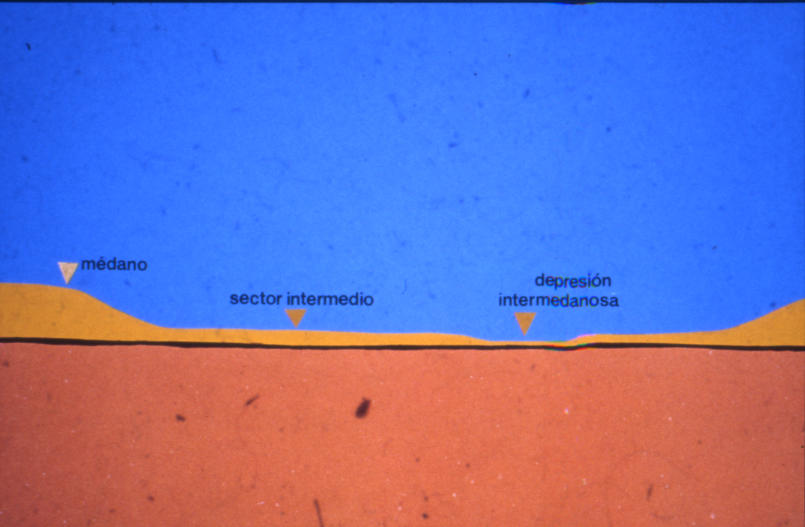 médano
sector intermedio
depresión
intermedanosa